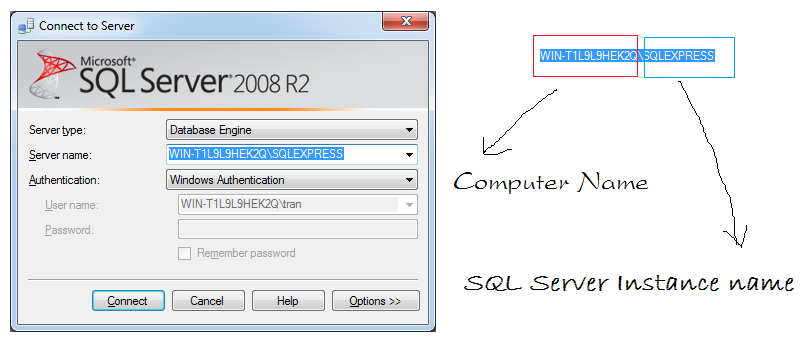 Connect to Server
Microsoft®
SQL Server® 2008 R2
Server type: Database Engine
Server name: WIN-T1L9L9HEK2Q\SQLEXPRESS
Authentication: Windows Authentication
User name: WIN-T1L9L9HEK2Q\tran
Password:
Remember password
Connect Cancel Help Options >>
WIN-T1L9L9HEK2Q\SQLEXPRESS
Computer Name
SQL Server Instance name